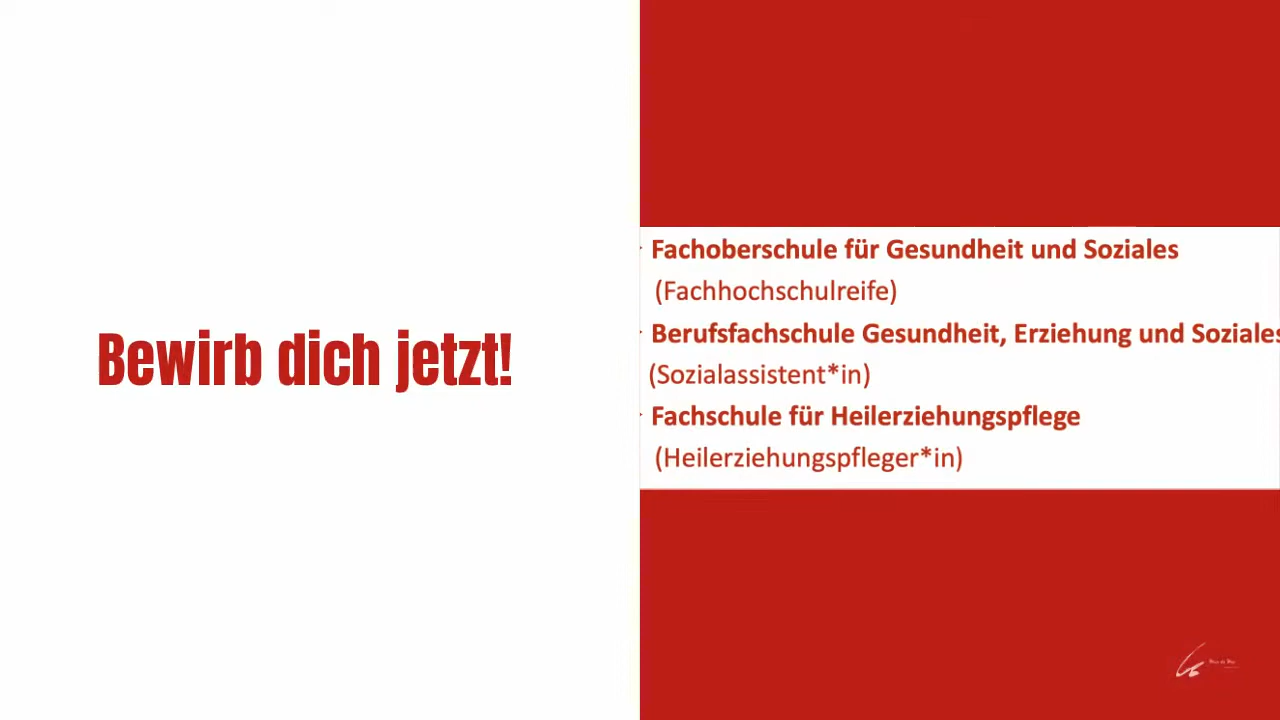 Bewirb dich jetzt!
Fachoberschule für Gesundheit und Soziales
(Fachhochschulreife)
Berufsfachschule Gesundheit, Erziehung und Soziales
(Sozialassistent*in)
Fachschule für Heilerziehungspflege
(Heilerziehungspfleger*in)